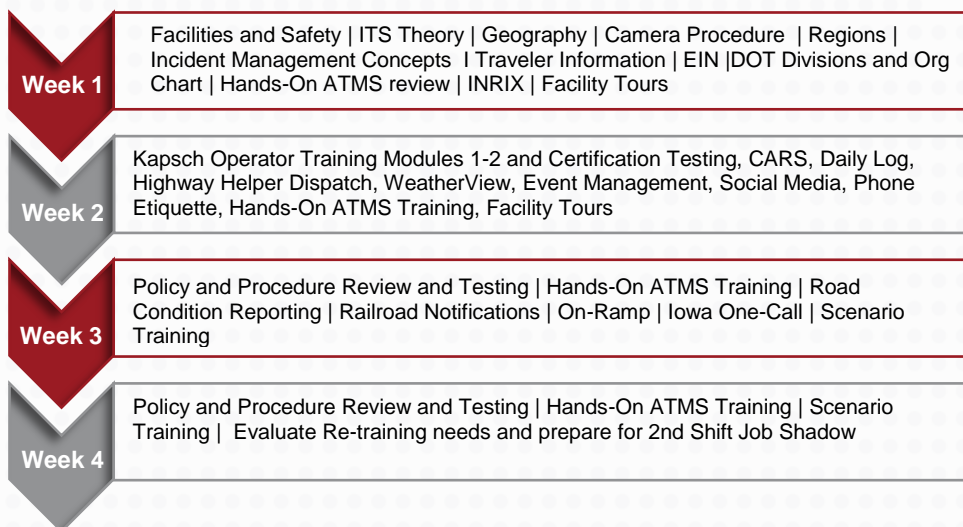 Week 1
Facilities and Safety | ITS Theory | Geography | Camera Procedure | Regions |
Incident Management Concepts I Traveler Information | EIN |DOT Divisions and Org
Chart | Hands-On ATMS review | INRIX | Facility Tours
Week 2
Kapsch Operator Training Modules 1-2 and Certification Testing, CARS, Daily Log,
Highway Helper Dispatch, WeatherView, Event Management, Social Media, Phone
Etiquette, Hands-On ATMS Training, Facility Tours
Week 3
Policy and Procedure Review and Testing | Hands-On ATMS Training | Road
Condition Reporting | Railroad Notifications | On-Ramp | Iowa One-Call | Scenario
Training
Week 4
Policy and Procedure Review and Testing | Hands-On ATMS Training | Scenario
Training | Evaluate Re-training needs and prepare for 2nd Shift Job Shadow